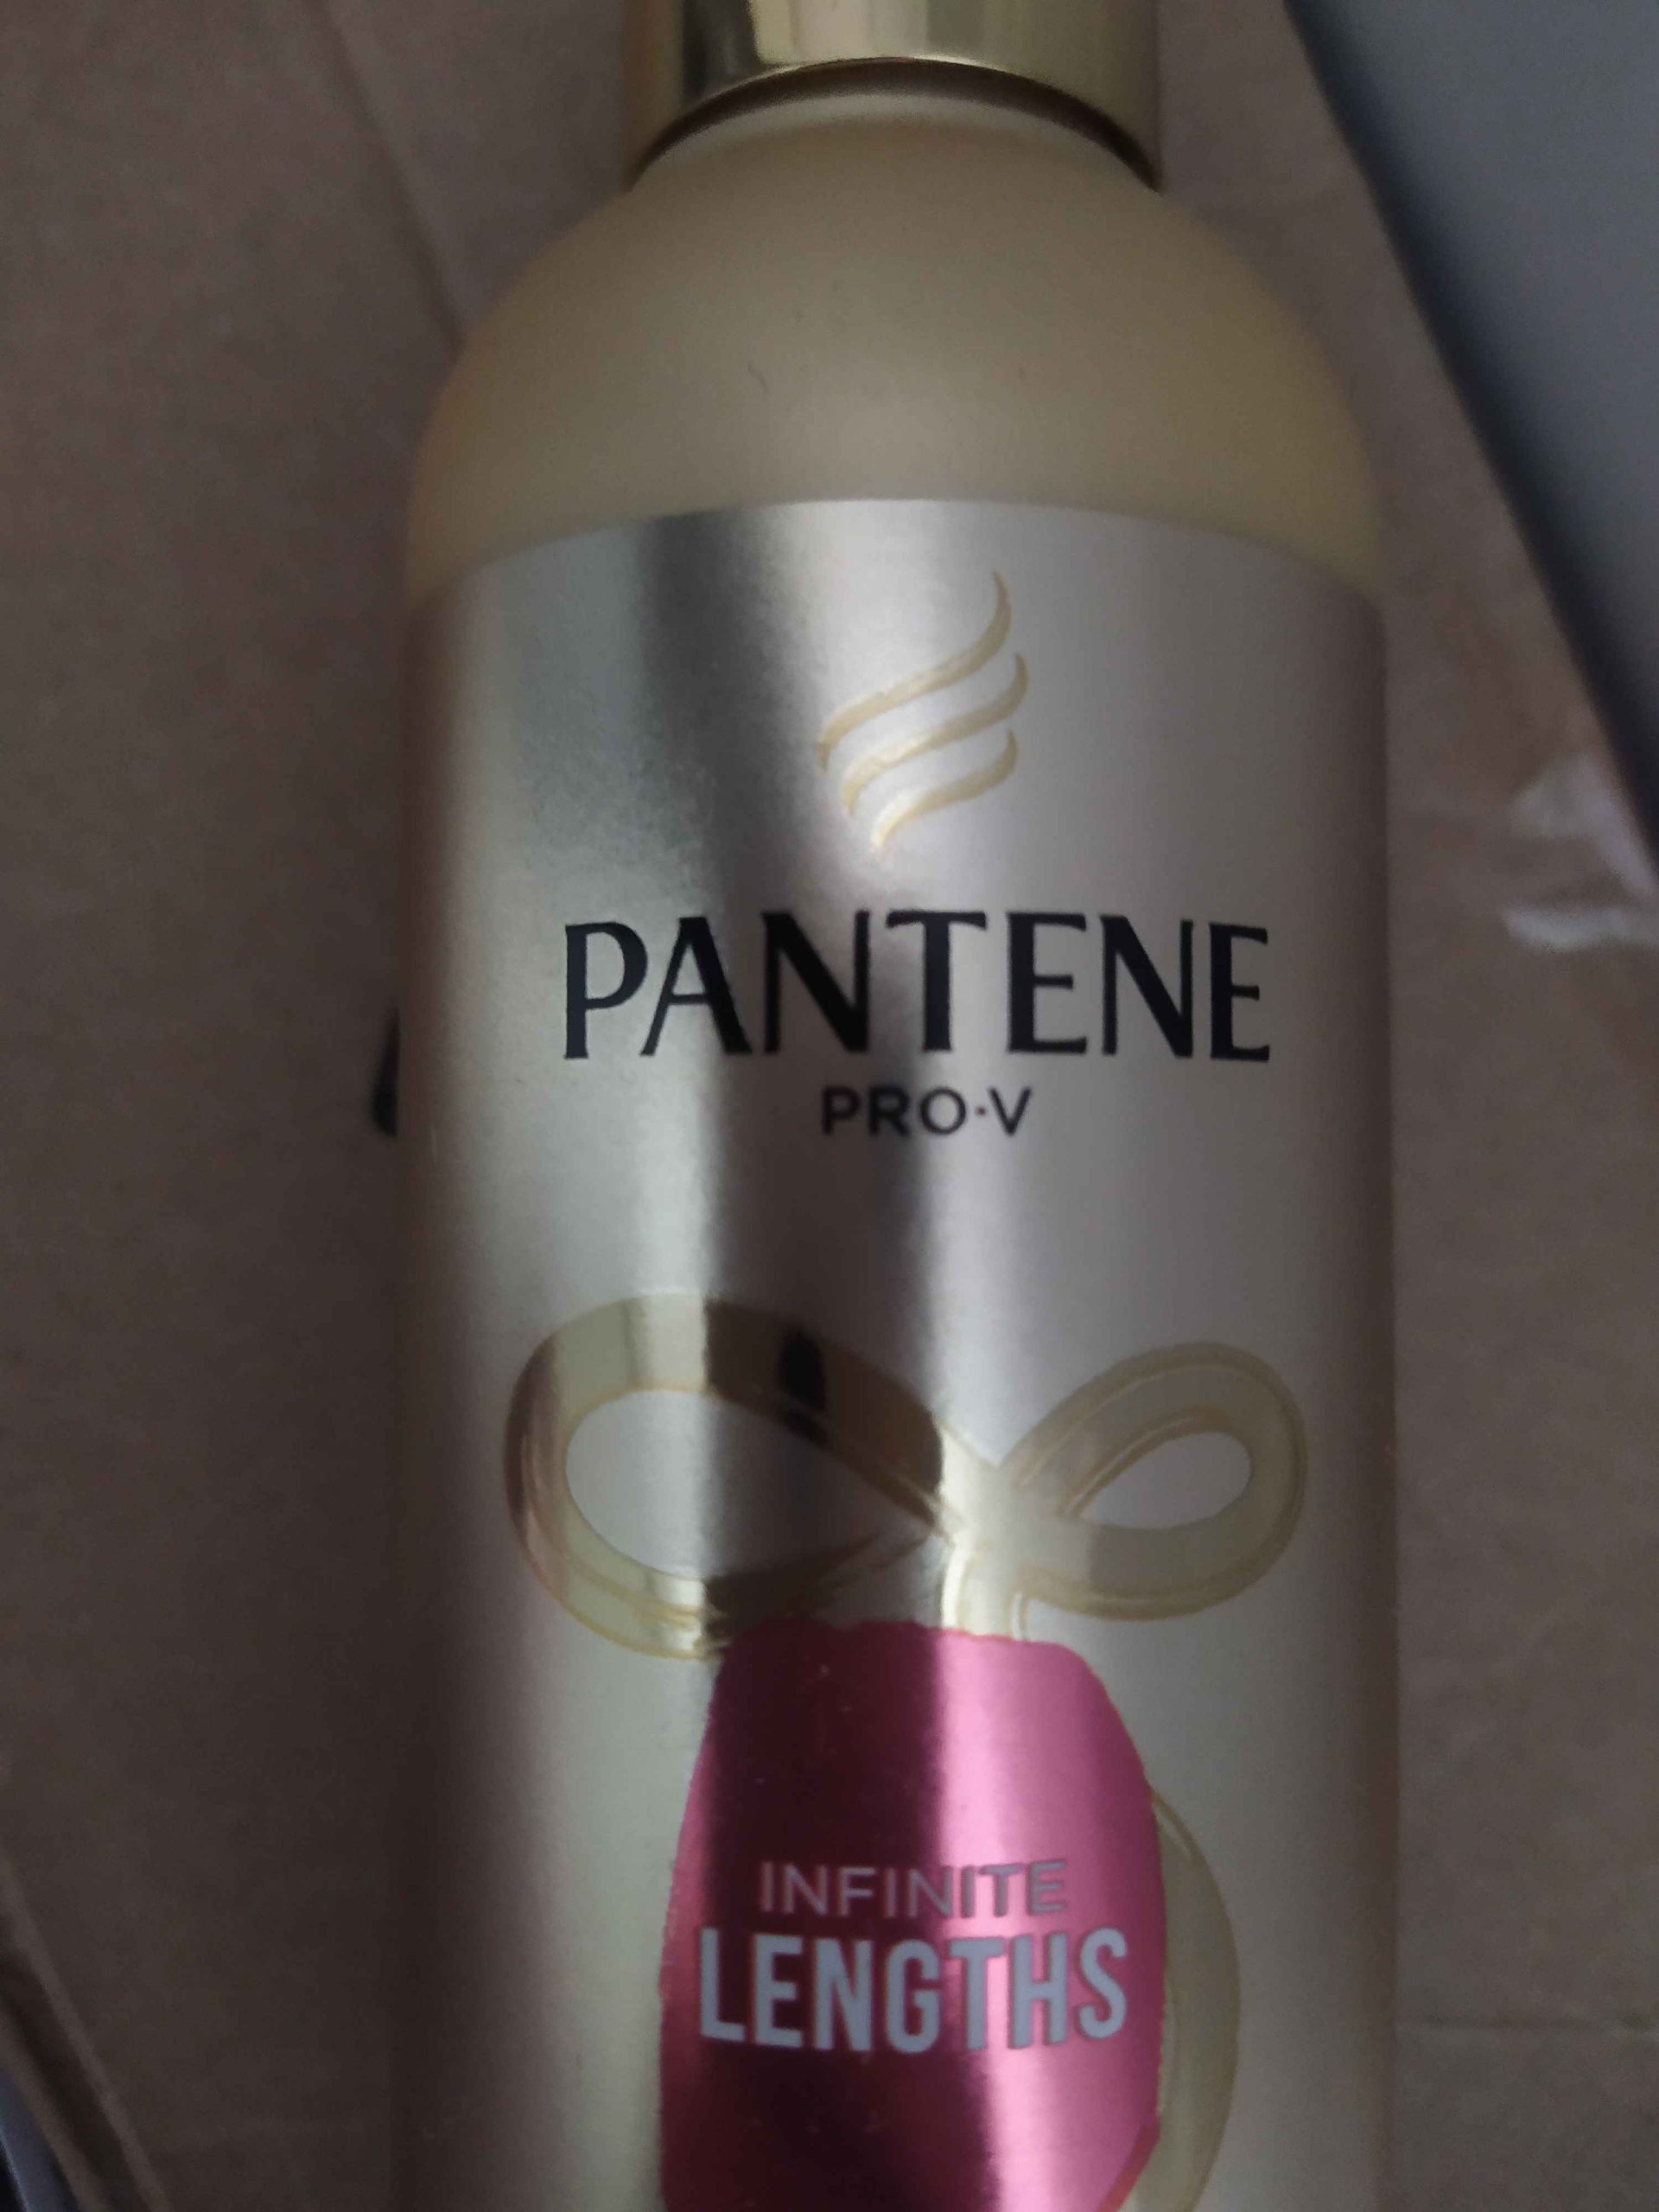 PANTENE
PRO·V
INFINITE
LENGTHS